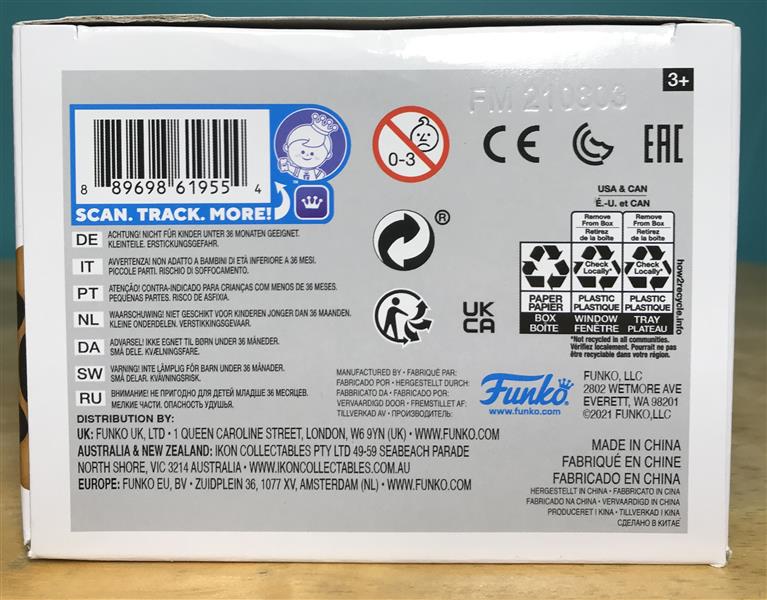 3+
FM 210803
8 89698 61955 4
SCAN. TRACK. MORE!
™
0-3
CE
EAC
USA & CAN
É.-U. et CAN
Remove From Box
Retirez de la boîte
Remove From Box
Retirez de la boîte
Check Locally*
Check Locally*
PAPER
PAPIER
BOX
BOÎTE
PLASTIC
PLASTIQUE
WINDOW
FENÊTRE
PLASTIC
PLASTIQUE
TRAY
PLATEAU
how2recycle.info
*Not recycled in all communities.
Vérifiez localement. Pourrait ne pas
être recyclable dans votre région.
®
UK
CA
DE ACHTUNG! NICHT FÜR KINDER UNTER 36 MONATEN GEEIGNET.
KLEINTEILE. ERSTICKUNGSGEFAHR.
IT AVVERTENZA! NON ADATTO A BAMBINI DI ETÀ INFERIORE A 36 MESI.
PICCOLE PARTI. RISCHIO DI SOFFOCAMENTO.
PT ATENÇÃO! CONTRA-INDICADO PARA CRIANÇAS COM MENOS DE 36 MESES.
PEQUENAS PARTES. RISCO DE ASFIXIA.
NL WAARSCHUWING! NIET GESCHIKT VOOR KINDEREN JONGER DAN 36 MAANDEN.
KLEINE ONDERDELEN. VERSTIKKINGSGEVAAR.
DA ADVARSEL! IKKE EGNET TIL BØRN UNDER 36 MÅNEDER.
SMÅ DELE. KVÆLNINGSFARE.
SW VARNING! INTE LÄMPLIG FÖR BARN UNDER 36 MÅNADER.
SMÅ DELAR. KVÄVNINGSRISK.
RU ВНИМАНИЕ! НЕ ПРИГОДНО ДЛЯ ДЕТЕЙ МЛАДШЕ 36 МЕСЯЦЕВ.
МЕЛКИЕ ЧАСТИ. ОПАСНОСТЬ УДУШЬЯ.
MANUFACTURED BY • FABRIQUÉ PAR:
FABRICADO POR • HERGESTELLT DURCH:
FABBRICATO DA • FABRICADO POR:
VERVAARDIGD DOOR • FREMSTILLET AF:
TILLVERKAD AV • ПРОИЗВОДИТЕЛЬ:
Funko®
www.funko.com
FUNKO, LLC
2802 WETMORE AVE
EVERETT, WA 98201
©2021 FUNKO,LLC
DISTRIBUTION BY:
UK: FUNKO UK, LTD • 1 QUEEN CAROLINE STREET, LONDON, W6 9YN (UK) • WWW.FUNKO.COM
AUSTRALIA & NEW ZEALAND: IKON COLLECTABLES PTY LTD 49-59 SEABEACH PARADE
NORTH SHORE, VIC 3214 AUSTRALIA • WWW.IKONCOLLECTABLES.COM.AU
EUROPE: FUNKO EU, BV • ZUIDPLEIN 36, 1077 XV, AMSTERDAM (NL) • WWW.FUNKO.COM
MADE IN CHINA
FABRIQUÉ EN CHINE
FABRICADO EN CHINA
HERGESTELLT IN CHINA • FABBRICATO IN CINA
FABRICADO NA CHINA • VERVAARDIGD IN CHINA
PRODUCERET I KINA • TILLVERKAD I KINA
СДЕЛАНО В КИТАЕ